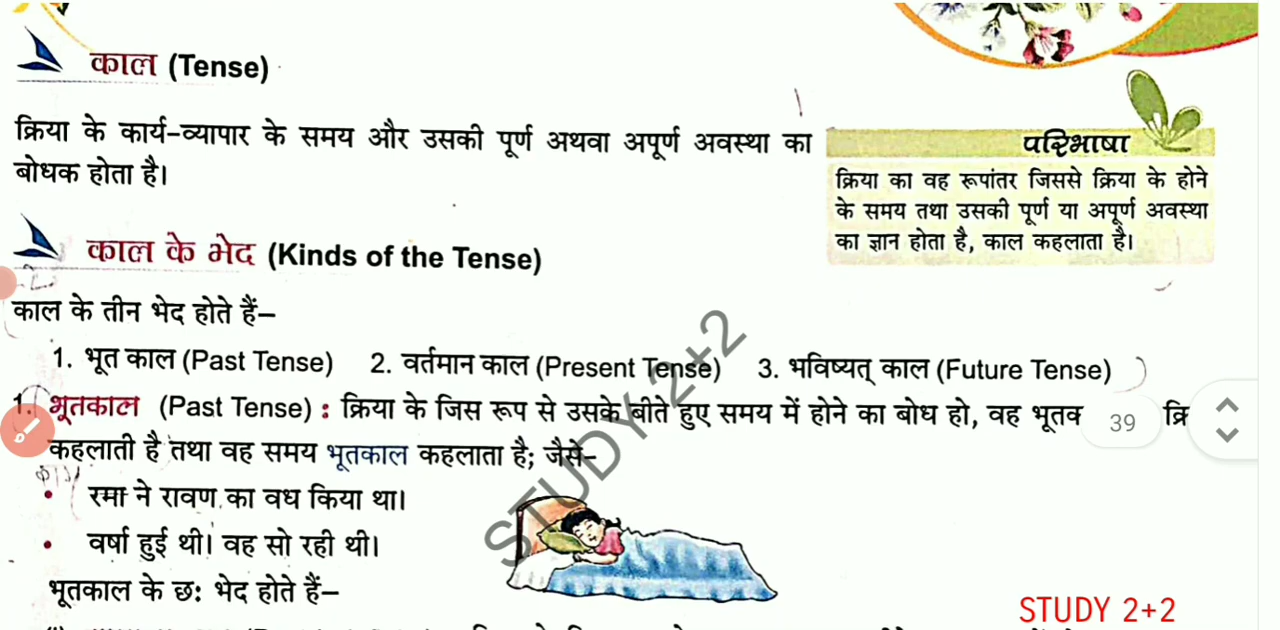 काल (Tense)
क्रिया के कार्य-व्यापार के समय और उसकी पूर्ण अथवा अपूर्ण अवस्था का
बोधक होता है।
परिभाषा
क्रिया का वह रूपांतर जिससे क्रिया के होने
के समय तथा उसकी पूर्ण या अपूर्ण अवस्था
का ज्ञान होता है, काल कहलाता है।
काल के भेद (Kinds of the Tense)
काल के तीन भेद होते हैं–
1. भूत काल (Past Tense) 2. वर्तमान काल (Present Tense) 3. भविष्यत् काल (Future Tense)
1. भूतकाल (Past Tense) : क्रिया के जिस रूप से उसके बीते हुए समय में होने का बोध हो, वह भूतक
39
कहलाती है तथा वह समय भूतकाल कहलाता है; जैसे–
• रमा ने रावण का वध किया था।
• वर्षा हुई थी। वह सो रही थी।
भूतकाल के छ: भेद होते हैं–
STUDY 2+2
STUDY 2+2